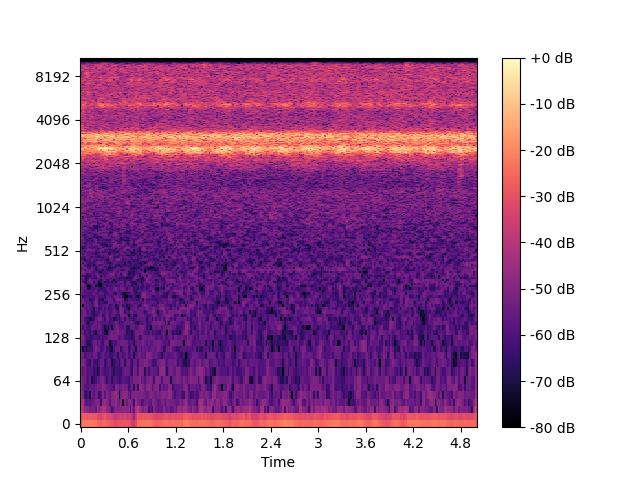 8192
4096
2048
1024
512
256
128
64
0
Hz
0 0.6 1.2 1.8 2.4 3 3.6 4.2 4.8
Time
+0 dB
-10 dB
-20 dB
-30 dB
-40 dB
-50 dB
-60 dB
-70 dB
-80 dB